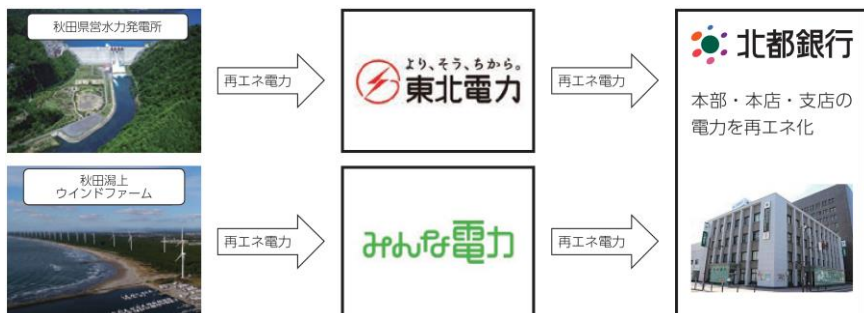 秋田県営水力発電所
再エネ電力
より、そう、ちから。
東北電力
再エネ電力
北都銀行
本部・本店・支店の
電力を再エネ化
秋田潟上
ウインドファーム
再エネ電力
みんな電力
再エネ電力